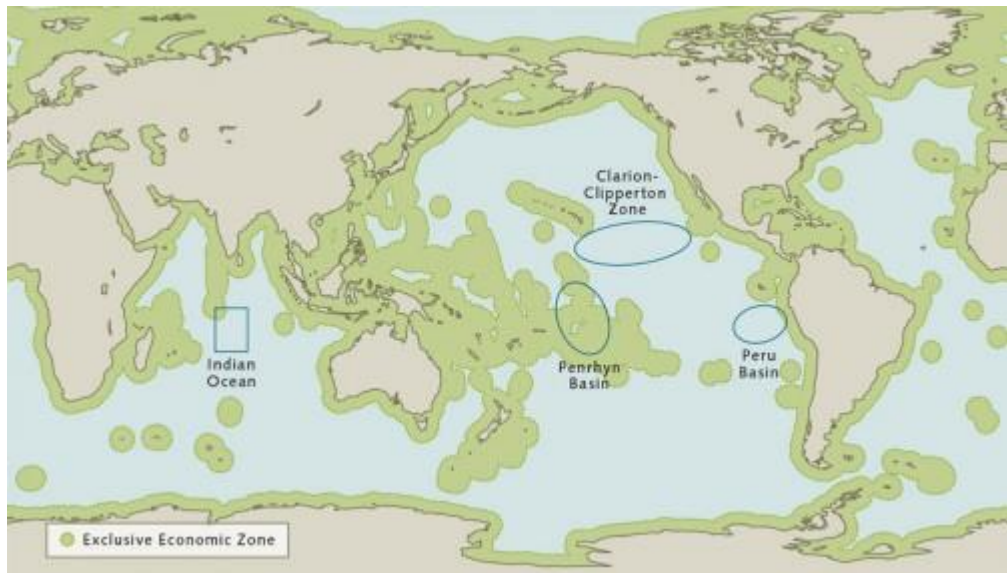 Clarion-
Clipperton
Zone
Indian
Ocean
Penrhyn
Basin
Peru
Basin
Exclusive Economic Zone